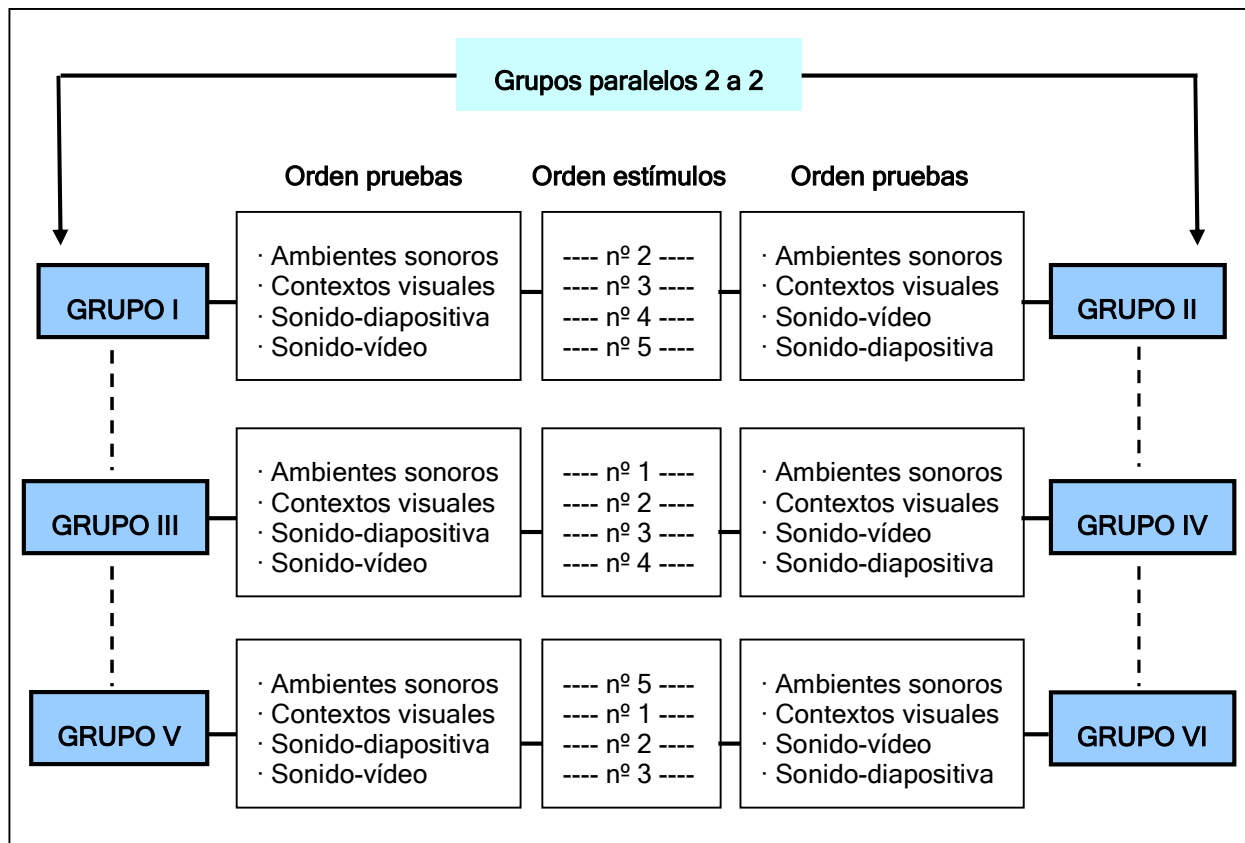 Grupos paralelos 2 a 2
Orden pruebas
Orden estímulos
Orden pruebas
GRUPO I
· Ambientes sonoros
· Contextos visuales
· Sonido-diapositiva
· Sonido-vídeo
---- nº 2 ----
---- nº 3 ----
---- nº 4 ----
---- nº 5 ----
· Ambientes sonoros
· Contextos visuales
· Sonido-vídeo
· Sonido-diapositiva
GRUPO II
GRUPO III
· Ambientes sonoros
· Contextos visuales
· Sonido-diapositiva
· Sonido-vídeo
---- nº 1 ----
---- nº 2 ----
---- nº 3 ----
---- nº 4 ----
· Ambientes sonoros
· Contextos visuales
· Sonido-vídeo
· Sonido-diapositiva
GRUPO IV
GRUPO V
· Ambientes sonoros
· Contextos visuales
· Sonido-diapositiva
· Sonido-vídeo
---- nº 5 ----
---- nº 1 ----
---- nº 2 ----
---- nº 3 ----
· Ambientes sonoros
· Contextos visuales
· Sonido-vídeo
· Sonido-diapositiva
GRUPO VI